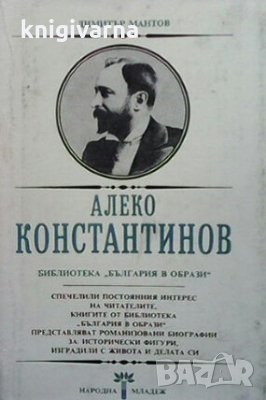 knigivarna
ДИМИТЪР МАНТОВ
АЛЕКО
КОНСТАНТИНОВ
БИБЛИОТЕКА „БЪЛГАРИЯ В ОБРАЗИ“
СПЕЧЕЛИЛИ ПОСТОЯННИЯ ИНТЕРЕС
НА ЧИТАТЕЛИТЕ,
КНИГИТЕ ОТ БИБЛИОТЕКА
„БЪЛГАРИЯ В ОБРАЗИ“
ПРЕДСТАВЛЯВАТ РОМАНИЗОВАНИ БИОГРАФИИ
ЗА ИСТОРИЧЕСКИ ФИГУРИ,
ИЗГРАДИЛИ С ЖИВОТА И ДЕЛАТА СИ
НАРОДНА МЛАДЕЖ
BAZAR